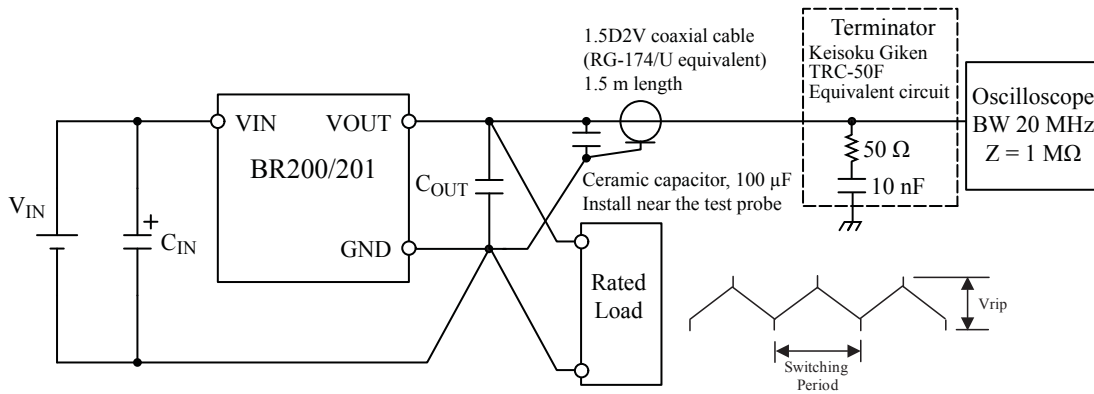 1.5D2V coaxial cable
(RG-174/U equivalent)
1.5 m length
Terminator
Keisoku Giken
TRC-50F
Equivalent circuit
Oscilloscope
BW 20 MHz
Z = 1 MΩ
VIN
VOUT
BR200/201
GND
VIN
+
CIN
COUT
50 Ω
10 nF
Ceramic capacitor, 100 µF
Install near the test probe
Rated
Load
Vrip
Switching
Period